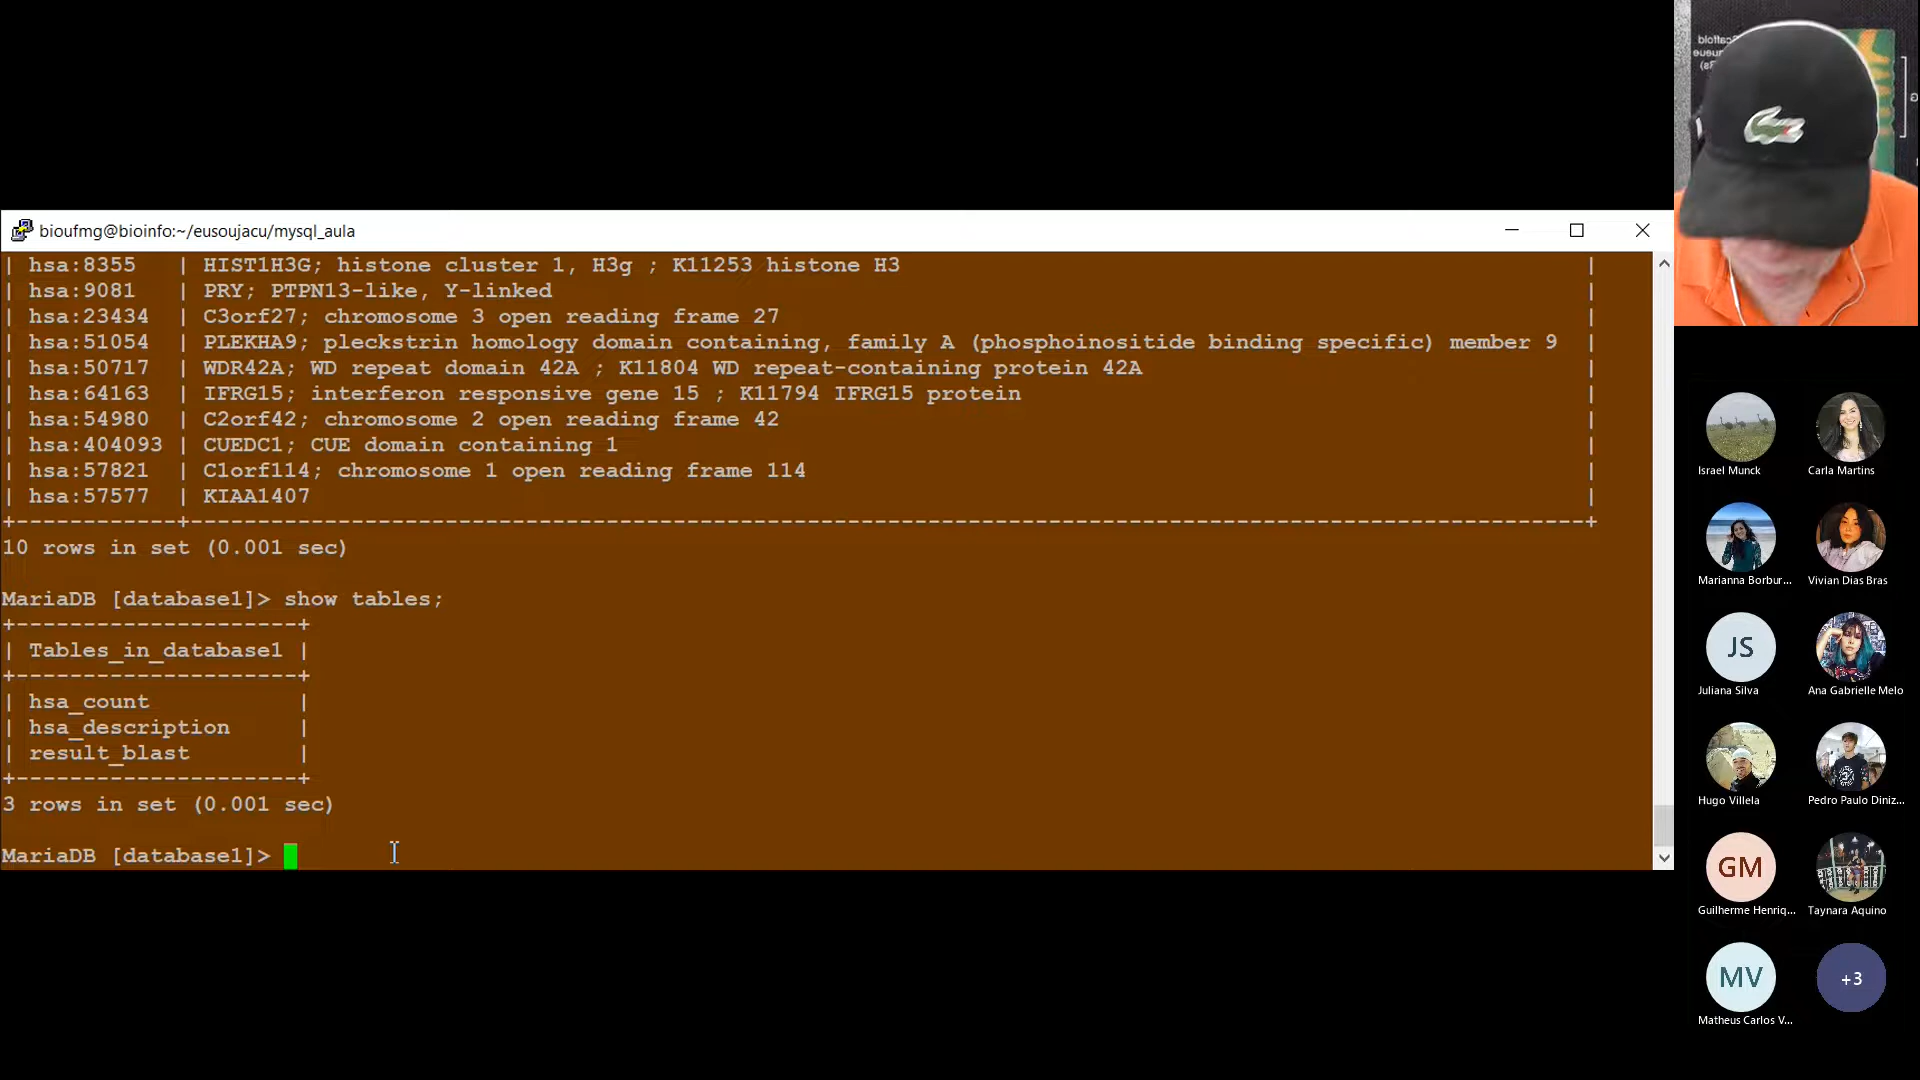 bioufmg@bioinfo:~/eusoujacu/mysql_aula
| hsa:8355 | HIST1H3G; histone cluster 1, H3g ; K11253 histone H3 |
| hsa:9081 | PRY; PTPN13-like, Y-linked |
| hsa:23434 | C3orf27; chromosome 3 open reading frame 27 |
| hsa:51054 | PLEKHA9; pleckstrin homology domain containing, family A (phosphoinositide binding specific) member 9 |
| hsa:50717 | WDR42A; WD repeat domain 42A ; K11804 WD repeat-containing protein 42A |
| hsa:64163 | IFRG15; interferon responsive gene 15 ; K11794 IFRG15 protein |
| hsa:54980 | C2orf42; chromosome 2 open reading frame 42 |
| hsa:404093 | CUEDC1; CUE domain containing 1 |
| hsa:57821 | C1orf114; chromosome 1 open reading frame 114 |
| hsa:57577 | KIAA1407 |
10 rows in set (0.001 sec)
MariaDB [database1]> show tables;
| Tables_in_database1 |
| hsa_count |
| hsa_description |
| result_blast |
3 rows in set (0.001 sec)
MariaDB [database1]>
Israel Munck
Carla Martins
Marianna Borbur...
Vivian Dias Bras
JS
Juliana Silva
Ana Gabrielle Melo
Hugo Villela
Pedro Paulo Diniz...
GM
Guilherme Henriq...
Taynara Aquino
MV
+3
Matheus Carlos V...